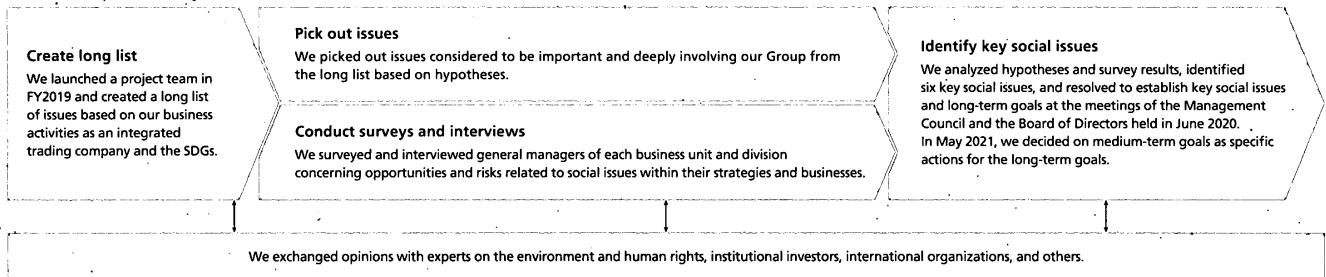 Create long list
We launched a project team in
FY2019 and created a long list
of issues based on our business
activities as an integrated
trading company and the SDGs.
Pick out issues
We picked out issues considered to be important and deeply involving our Group from
the long list based on hypotheses.
Conduct surveys and interviews
We surveyed and interviewed general managers of each business unit and division
concerning opportunities and risks related to social issues within their strategies and businesses.
Identify key social issues
We analyzed hypotheses and survey results, identified
six key social issues, and resolved to establish key social issues
and long-term goals at the meetings of the Management
Council and the Board of Directors held in June 2020.
In May 2021, we decided on medium-term goals as specific
actions for the long-term goals.
We exchanged opinions with experts on the environment and human rights, institutional investors, international organizations, and others.